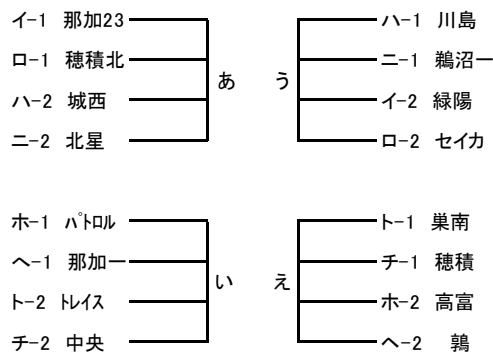 イ-1 那加23
ロ-1 穂積北
ハ-2 城西
ニ-2 北星
あ
う
ハ-1 川島
ニ-1 鵜沼一
イ-2 緑陽
ロ-2 セイカ
ホ-1 パトロル
ヘ-1 那加一
ト-2 トレイス
チ-2 中央
い
え
ト-1 巣南
チ-1 穂積
ホ-2 高富
ヘ-2 鶉